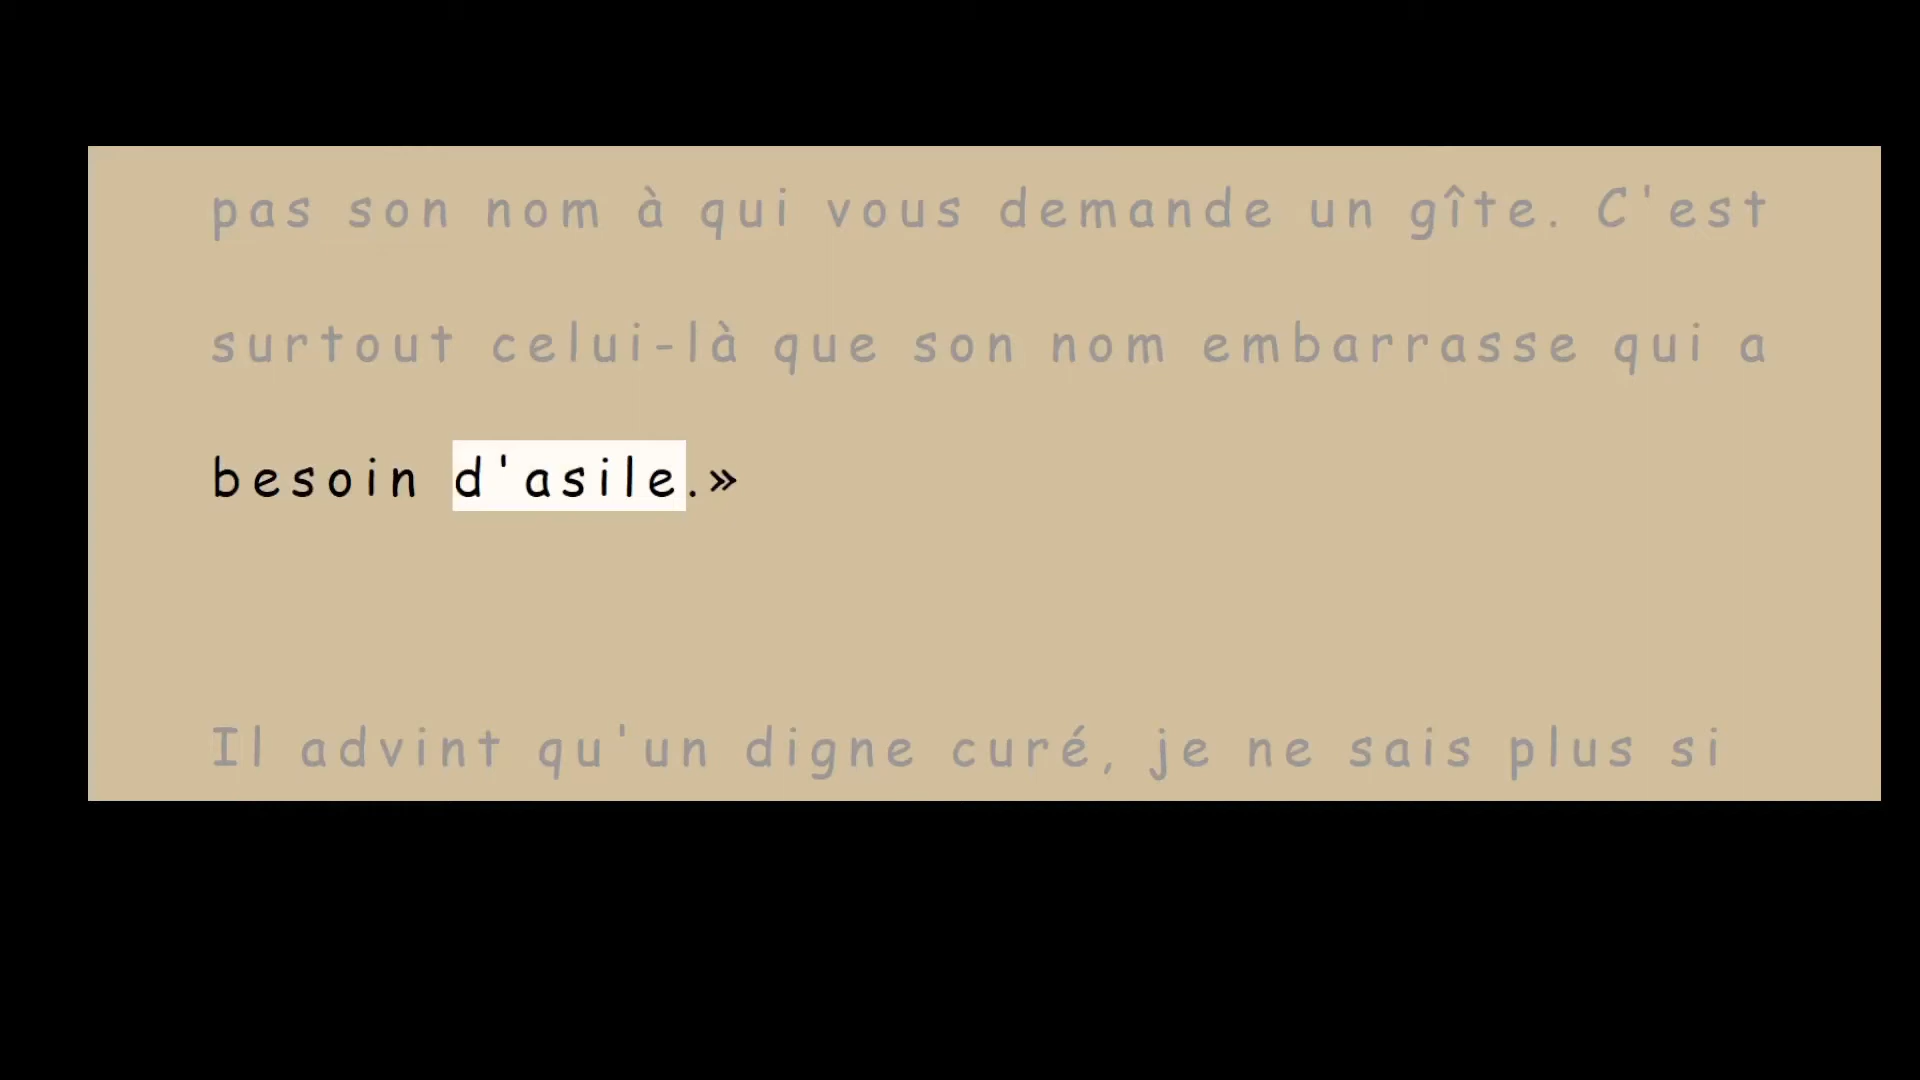 pas son nom à qui vous demande un gîte. C'est
surtout celui-là que son nom embarrasse qui a
besoin d'asile.»
Il advint qu'un digne curé, je ne sais plus si